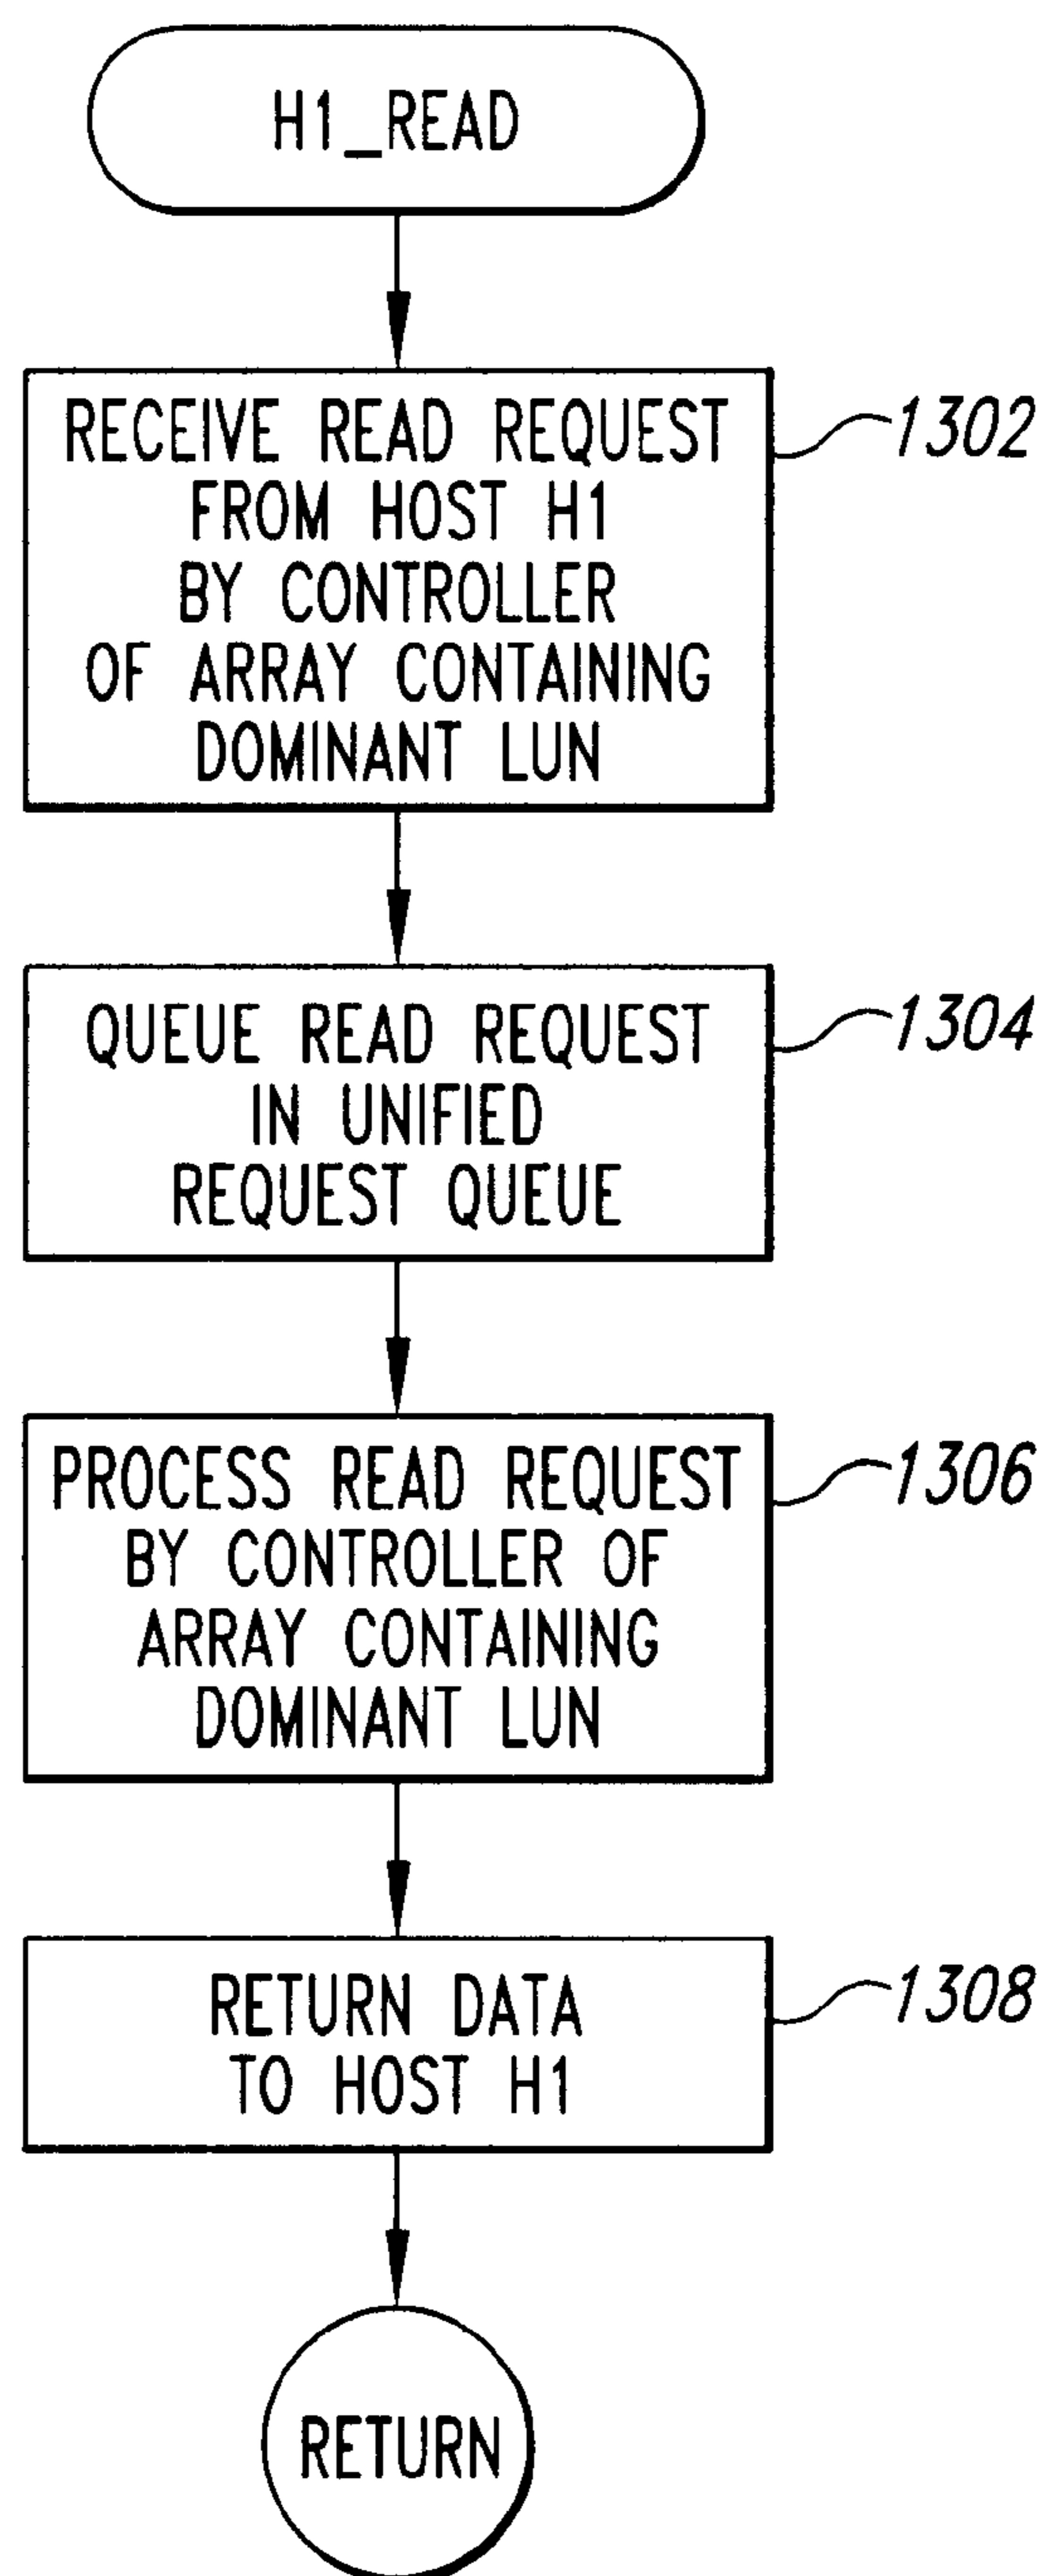 H1_READ
RECEIVE READ REQUEST
FROM HOST H1
BY CONTROLLER
OF ARRAY CONTAINING
DOMINANT LUN
1302
QUEUE READ REQUEST
IN UNIFIED
REQUEST QUEUE
1304
PROCESS READ REQUEST
BY CONTROLLER OF
ARRAY CONTAINING
DOMINANT LUN
1306
RETURN DATA
TO HOST H1
1308
RETURN